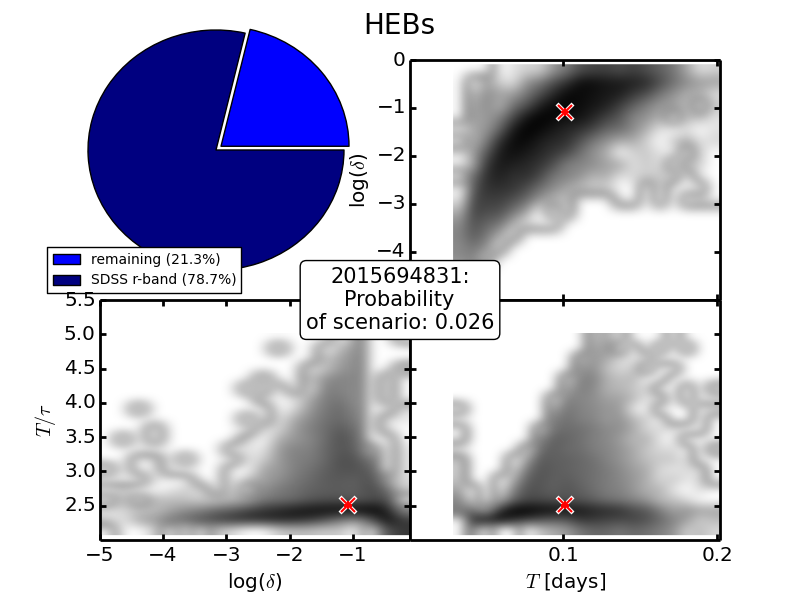 HEBs
remaining (21.3%)
SDSS r-band (78.7%)
0
−1
−2
−3
−4
log(δ)
2015694831:
Probability
of scenario: 0.026
5.5
5.0
4.5
4.0
3.5
3.0
2.5
T/τ
−5 −4 −3 −2 −1
log(δ)
0.1 0.2
T [days]